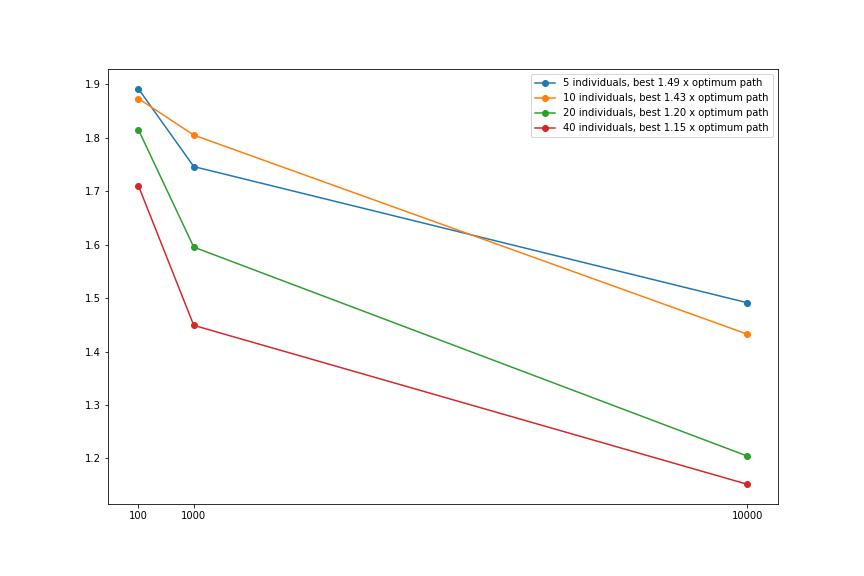 5 individuals, best 1.49 x optimum path
10 individuals, best 1.43 x optimum path
20 individuals, best 1.20 x optimum path
40 individuals, best 1.15 x optimum path
1.9
1.8
1.7
1.6
1.5
1.4
1.3
1.2
100 1000 10000